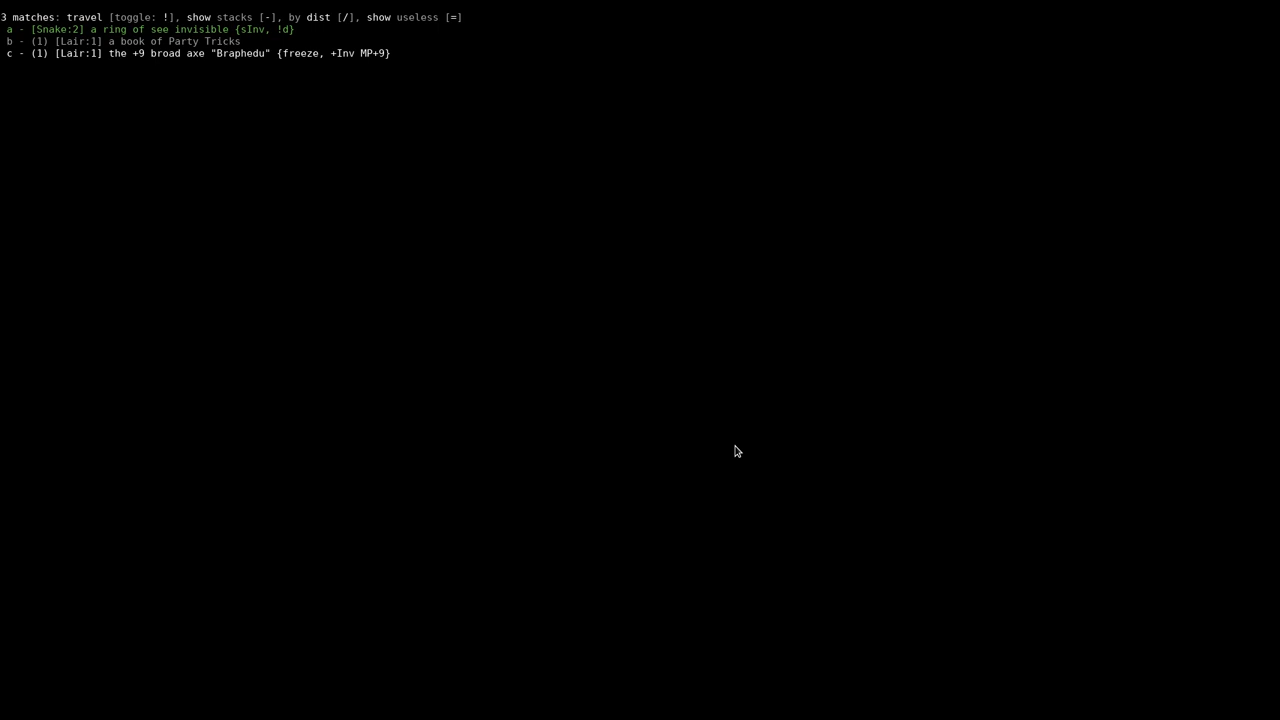 3 matches: travel [toggle: !], show stacks [-], by dist [/], show useless [=]
a - [Snake:2] a ring of see invisible {sInv, !d}
b - (1) [Lair:1] a book of Party Tricks
c - (1) [Lair:1] the +9 broad axe "Braphedu" {freeze, +Inv MP+9}